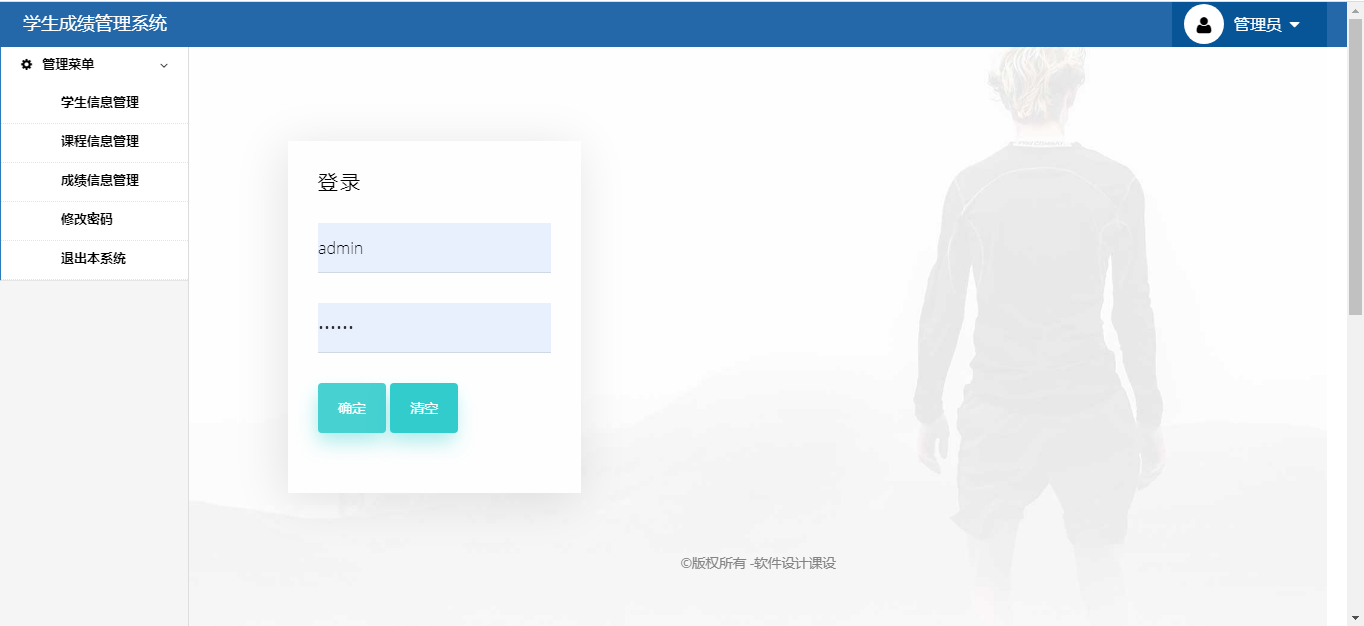 学生成绩管理系统
管理员
管理菜单
学生信息管理
课程信息管理
成绩信息管理
修改密码
退出本系统
登录
admin
••••••
确定 清空
©版权所有 -软件设计课设